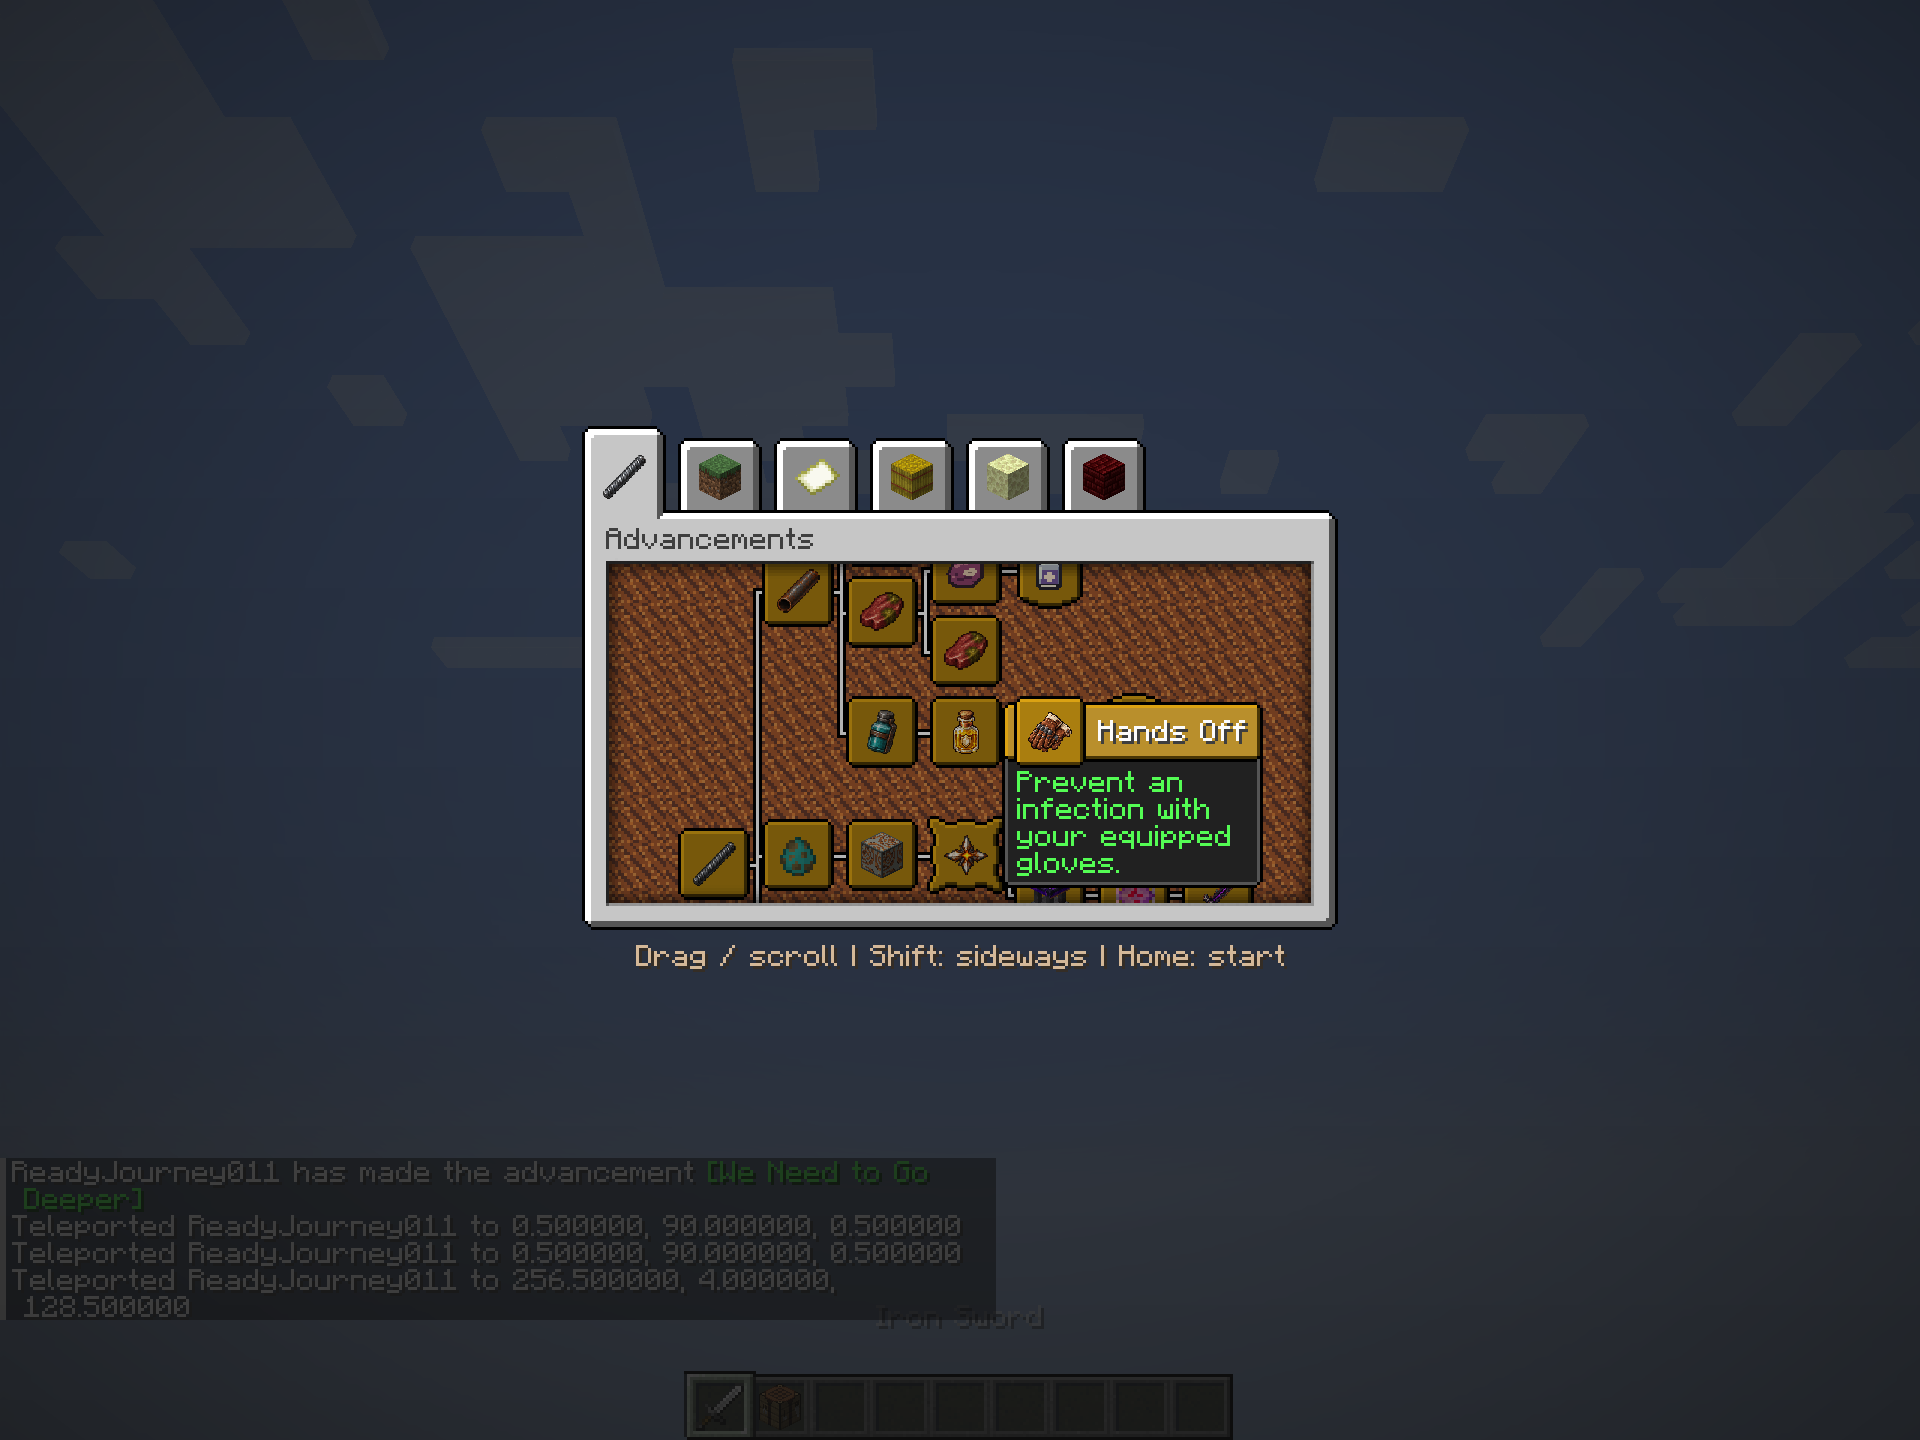 Advancements
Hands Off
Prevent an
infection with
your equipped
gloves.
Drag / scroll | Shift: sideways | Home: start
ReadyJourney011 has made the advancement [We Need to Go
Deeper]
Teleported ReadyJourney011 to 0.500000, 90.000000, 0.500000
Teleported ReadyJourney011 to 0.500000, 90.000000, 0.500000
Teleported ReadyJourney011 to 256.500000, 4.000000,
128.500000
Iron Sword